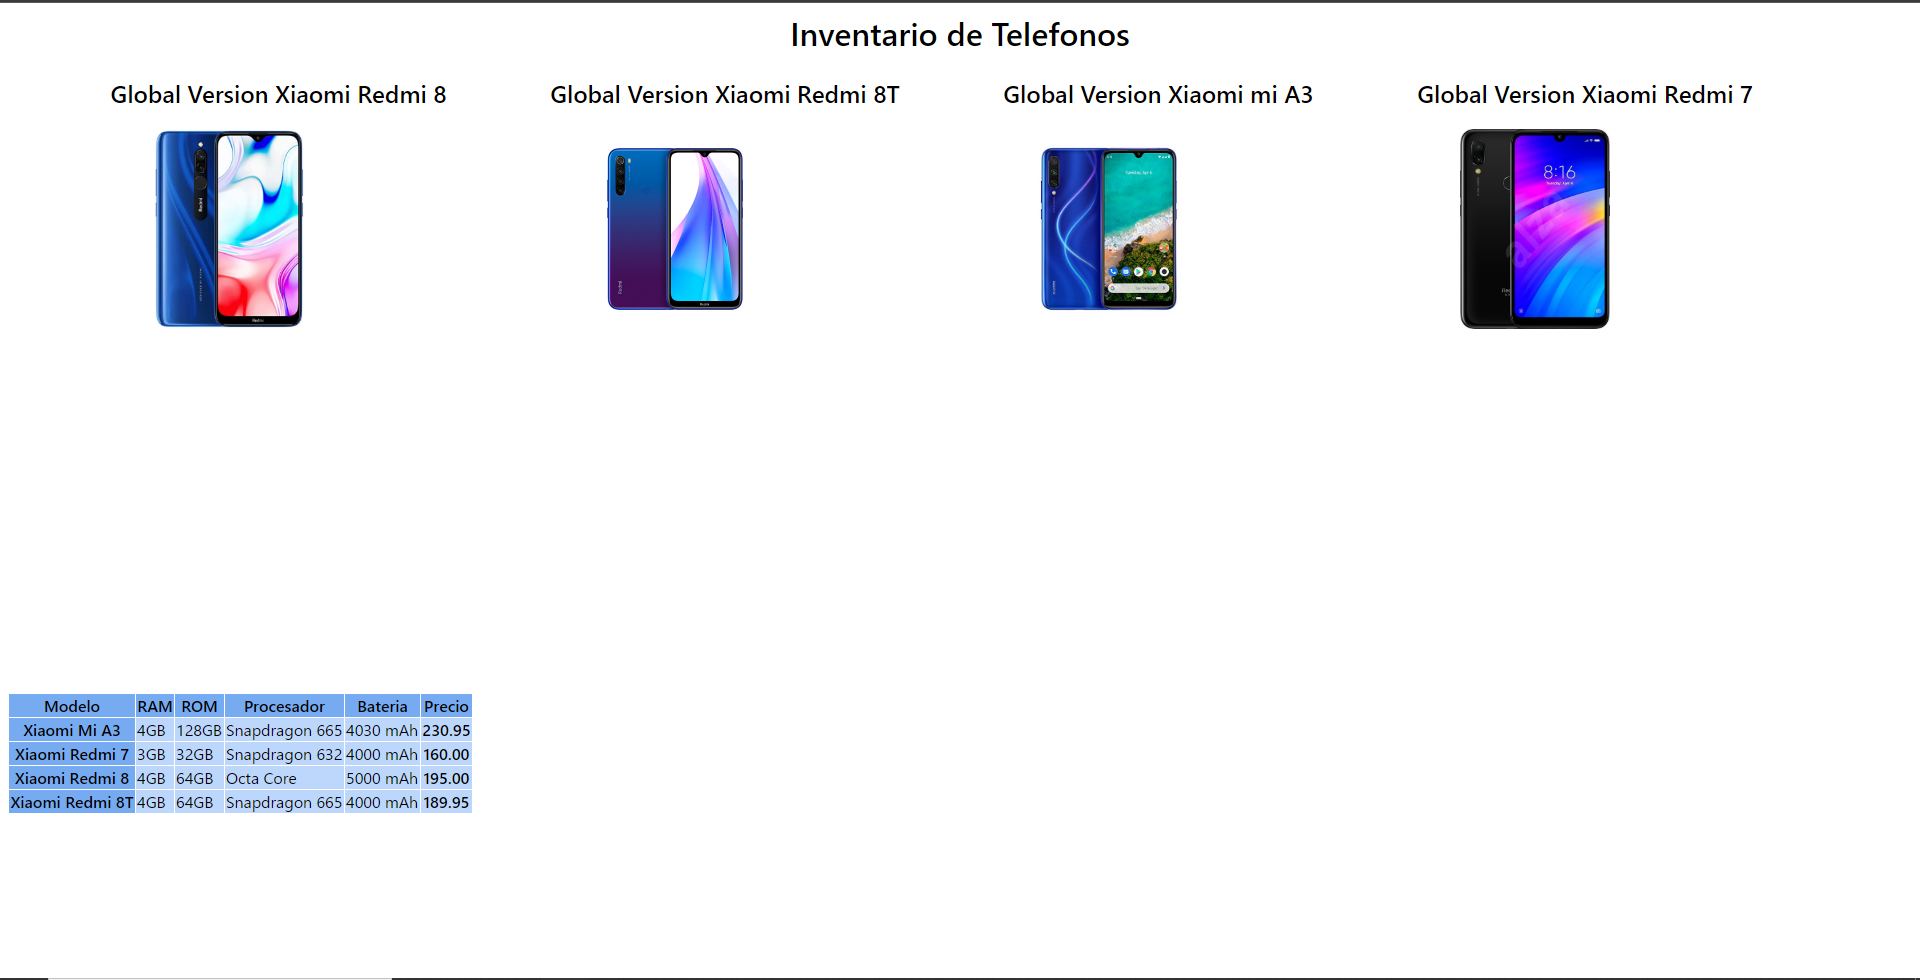 Inventario de Telefonos
Global Version Xiaomi Redmi 8
Global Version Xiaomi Redmi 8T
Global Version Xiaomi mi A3
Global Version Xiaomi Redmi 7
8:16
Modelo RAM ROM Procesador Bateria Precio
Xiaomi Mi A3 4GB 128GB Snapdragon 665 4030 mAh 230.95
Xiaomi Redmi 7 3GB 32GB Snapdragon 632 4000 mAh 160.00
Xiaomi Redmi 8 4GB 64GB Octa Core 5000 mAh 195.00
Xiaomi Redmi 8T 4GB 64GB Snapdragon 665 4000 mAh 189.95